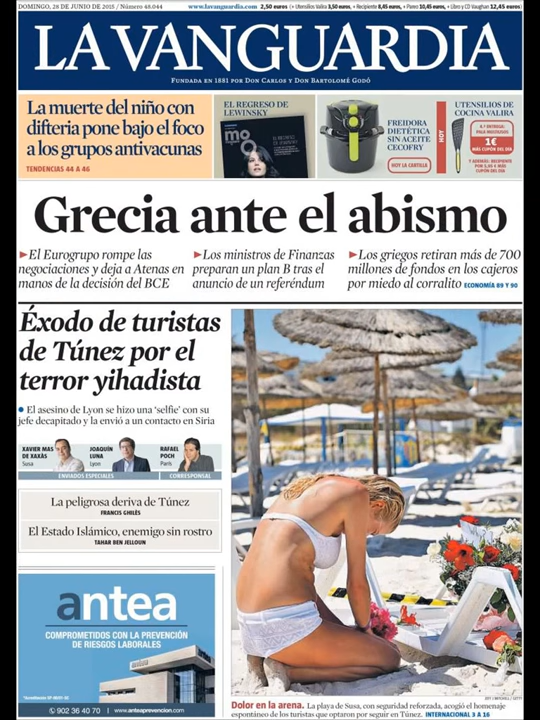 DOMINGO, 28 DE JUNIO DE 2015 / Número 48.044
www.lavanguardia.com
2,50 euros (+ Utensilios Valira 3,50 euros, + Recipiente 8,45 euros, + Pareo 10,45 euros, + Libro y CD Vaughan 12,45 euros)
LA VANGUARDIA
FUNDADA EN 1881 POR DON CARLOS Y DON BARTOLOMÉ GODÓ
La muerte del niño con
difteria pone bajo el foco
a los grupos antivacunas
TENDENCIAS 44 A 46
EL REGRESO DE
LEWINSKY
mo
FREIDORA
DIETÉTICA
SIN ACEITE
CECOFRY
HOY LA CARTILLA
HOY
UTENSILIOS DE
COCINA VALIRA
1€
MÁS CUPÓN DEL DÍA
Grecia ante el abismo
El Eurogrupo rompe las
negociaciones y deja a Atenas en
manos de la decisión del BCE
Los ministros de Finanzas
preparan un plan B tras el
anuncio de un referéndum
Los griegos retiran más de 700
millones de fondos en los cajeros
por miedo al corralito ECONOMÍA 89 Y 90
Éxodo de turistas
de Túnez por el
terror yihadista
El asesino de Lyon se hizo una 'selfie' con su
jefe decapitado y la envió a un contacto en Siria
XAVIER MAS
DE XAXÀS
Susa
JOAQUÍN
LUNA
Lyon
RAFAEL
POCH
París
ENVIADOS ESPECIALES
CORRESPONSAL
La peligrosa deriva de Túnez
FRANCIS GHILÈS
El Estado Islámico, enemigo sin rostro
TAHAR BEN JELLOUN
antea
COMPROMETIDOS CON LA PREVENCIÓN
DE RIESGOS LABORALES
902 36 40 70
www.anteaprevencion.com
Dolor en la arena. La playa de Susa, con seguridad reforzada, acogió el homenaje
espontáneo de los turistas que optaron por seguir en Túnez. INTERNACIONAL 3 A 16